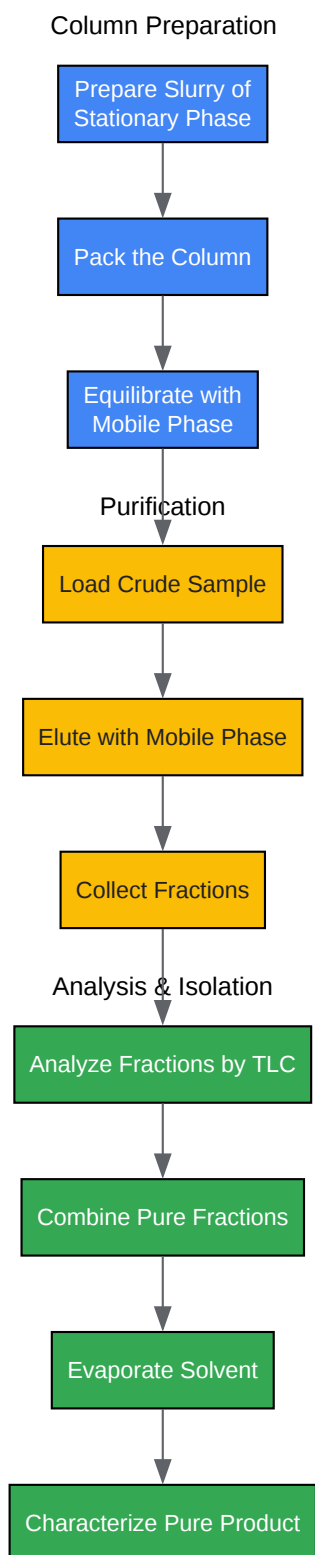 Column Preparation
Prepare Slurry of
Stationary Phase
Pack the Column
Equilibrate with
Mobile Phase
Purification
Load Crude Sample
Elute with Mobile Phase
Collect Fractions
Analysis & Isolation
Analyze Fractions by TLC
Combine Pure Fractions
Evaporate Solvent
Characterize Pure Product